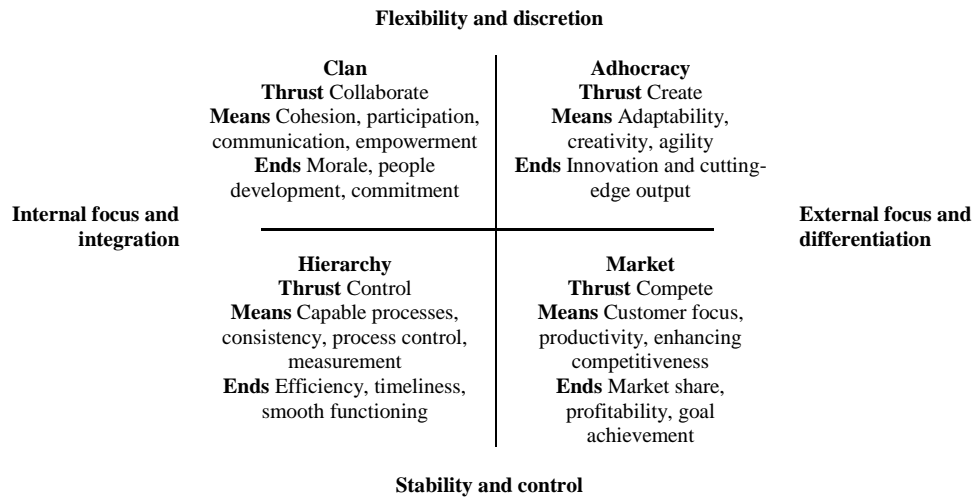 Flexibility and discretion
Clan
Thrust Collaborate
Means Cohesion, participation,
communication, empowerment
Ends Morale, people
development, commitment
Adhocracy
Thrust Create
Means Adaptability,
creativity, agility
Ends Innovation and cutting-
edge output
Internal focus and
integration
External focus and
differentiation
Hierarchy
Thrust Control
Means Capable processes,
consistency, process control,
measurement
Ends Efficiency, timeliness,
smooth functioning
Market
Thrust Compete
Means Customer focus,
productivity, enhancing
competitiveness
Ends Market share,
profitability, goal
achievement
Stability and control